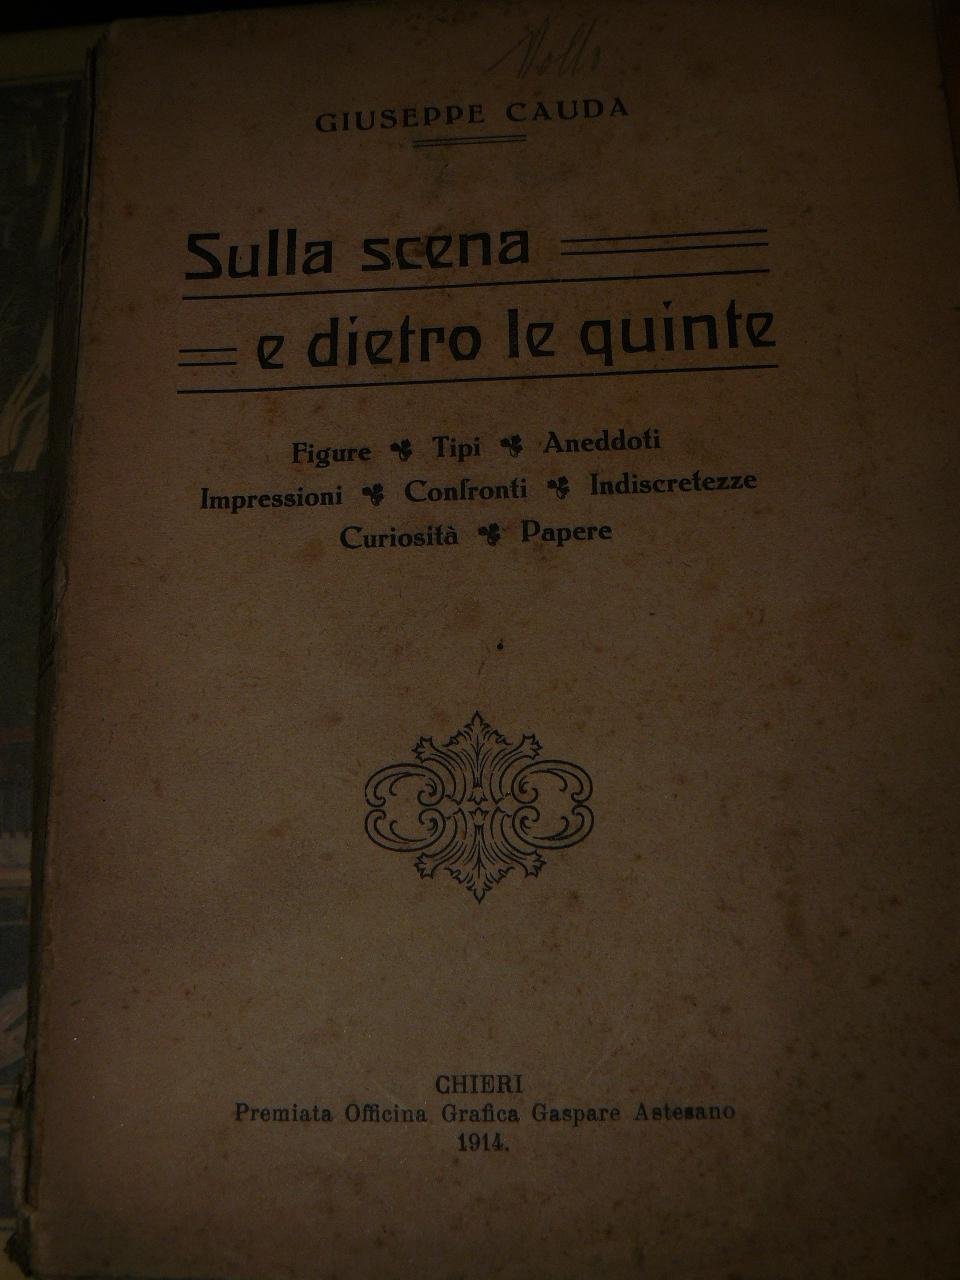 GIUSEPPE CAUDA
Sulla scena
e dietro le quinte
Figure Tipi Aneddoti
Impressioni Confronti Indiscretezze
Curiosità Papere
CHIERI
Premiata Officina Grafica Gaspare Astesano
1914.